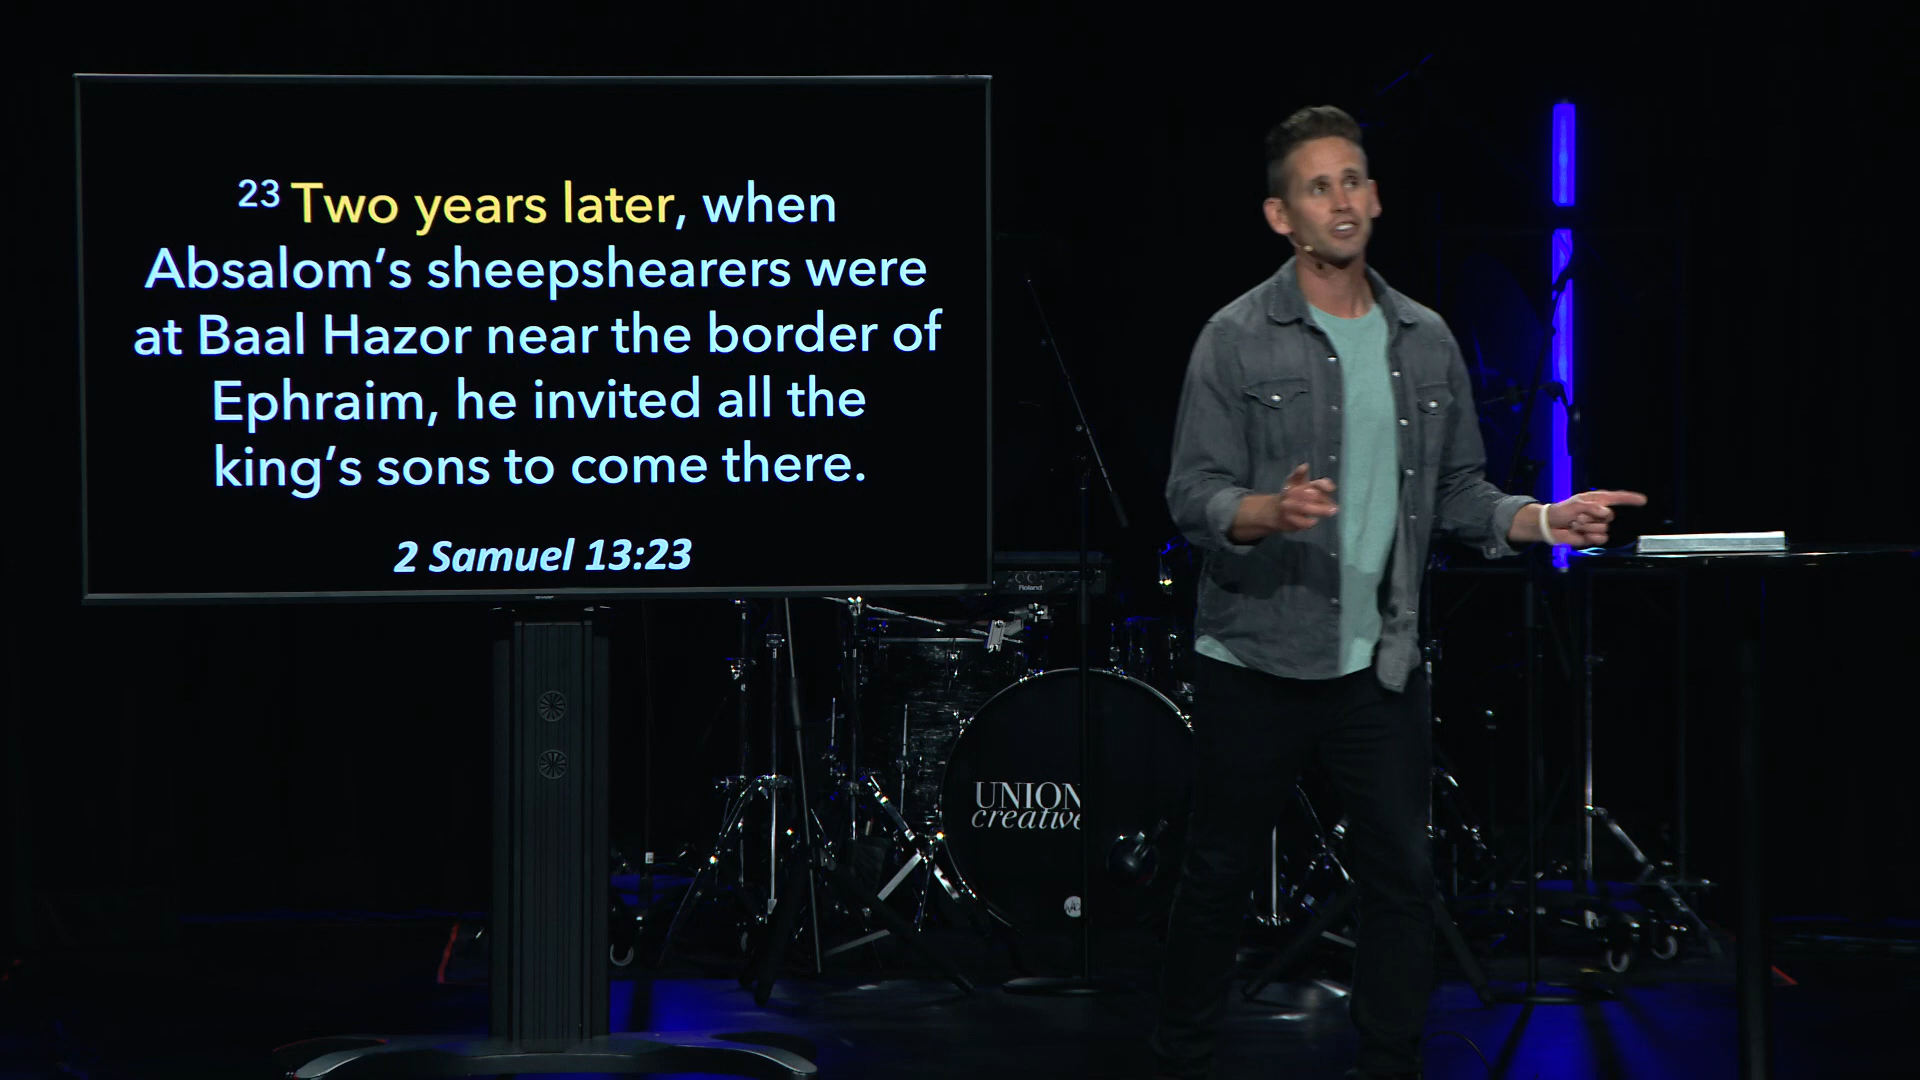 23 Two years later, when
Absalom’s sheepshearers were
at Baal Hazor near the border of
Ephraim, he invited all the
king’s sons to come there.
2 Samuel 13:23
Roland
UNION
creative